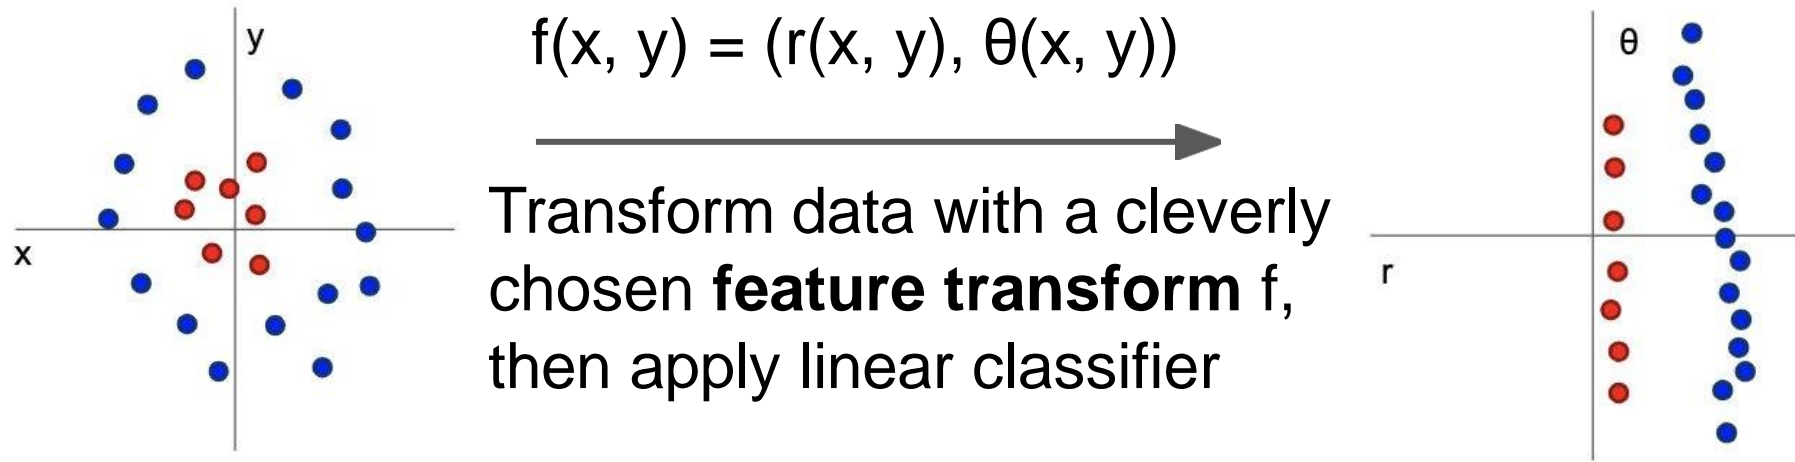 y
x
f(x, y) = (r(x, y), θ(x, y))
Transform data with a cleverly
chosen feature transform f,
then apply linear classifier
θ
r